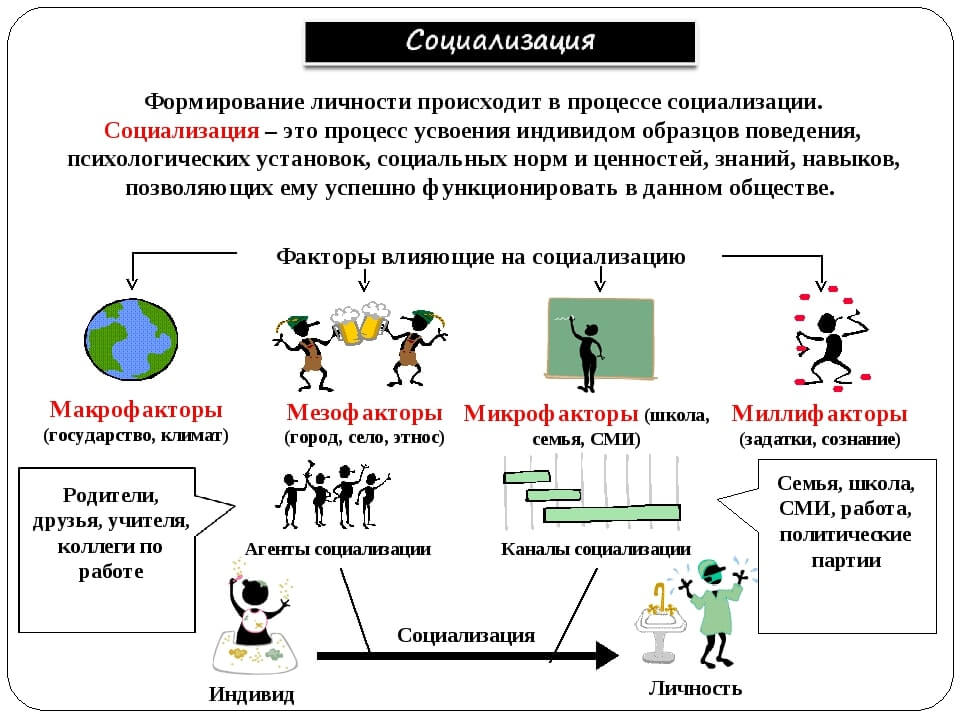 Социализация
Формирование личности происходит в процессе социализации.
Социализация – это процесс усвоения индивидом образцов поведения,
психологических установок, социальных норм и ценностей, знаний, навыков,
позволяющих ему успешно функционировать в данном обществе.
Факторы влияющие на социализацию
Макрофакторы
(государство, климат)
Мезофакторы
(город, село, этнос)
Микрофакторы (школа,
семья, СМИ)
Миллифакторы
(задатки, сознание)
Родители,
друзья, учителя,
коллеги по
работе
Агенты социализации
Каналы социализации
Семья, школа,
СМИ, работа,
политические
партии
Социализация
Индивид
Личность